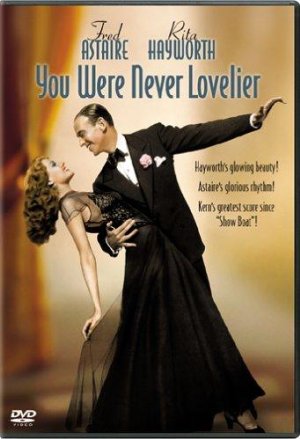 Fred Rita
ASTAIRE HAYWORTH
You Were Never Lovelier
Hayworth's glowing beauty!
Astaire's glorious rhythm!
Kern's greatest score since
"Show Boat"!
DVD
VIDEO